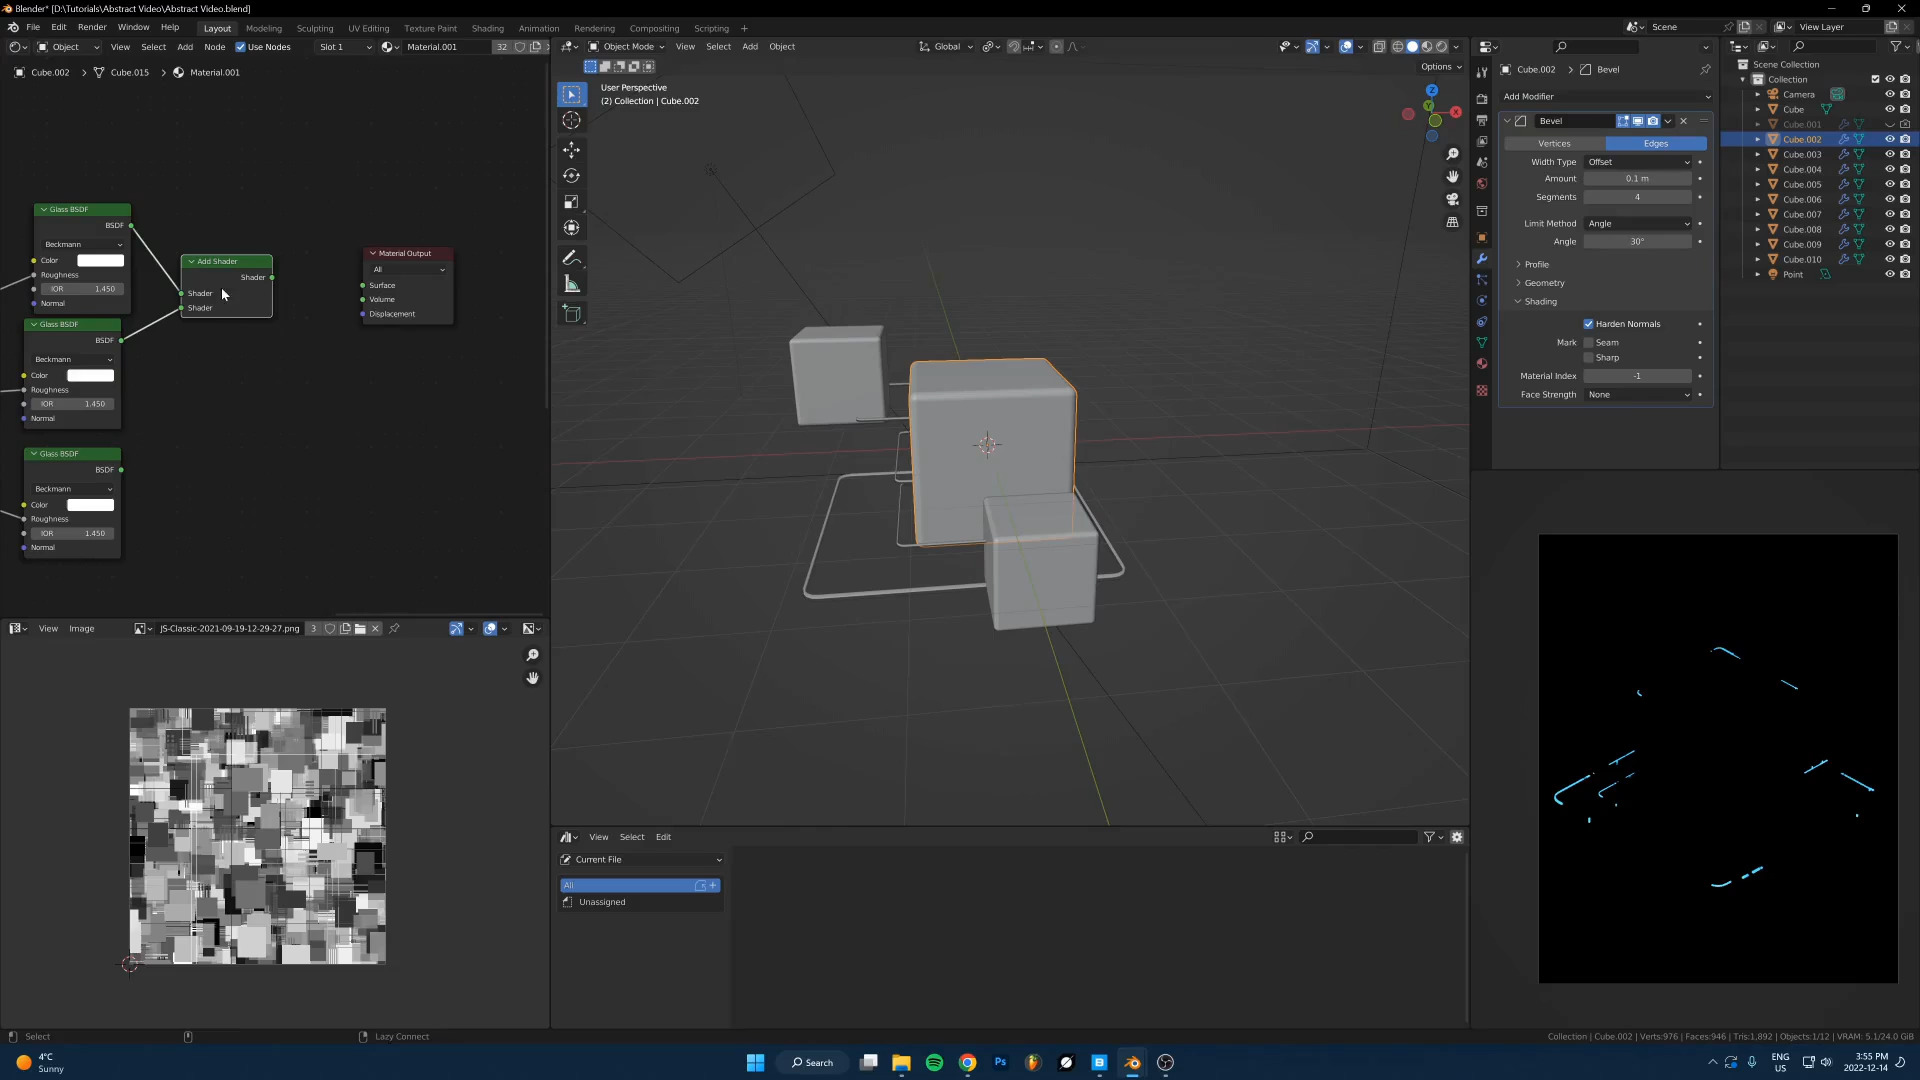 Blender* [D:\Tutorials\Abstract Video\Abstract Video.blend]
File Edit Render Window Help Layout Modeling Sculpting UV Editing Texture Paint Shading Animation Rendering Compositing Scripting + Scene View Layer
Object View Select Add Node Use Nodes Slot 1 Material.001 32
Object Mode View Select Add Object Global
Options
Cube.002 > Cube.015 > Material.001
User Perspective
(2) Collection | Cube.002
Z
Y
X
Glass BSDF
BSDF
Beckmann
Color
Roughness
IOR 1.450
Normal
Glass BSDF
BSDF
Beckmann
Color
Roughness
IOR 1.450
Normal
Glass BSDF
BSDF
Beckmann
Color
Roughness
IOR 1.450
Normal
Add Shader
Shader
Shader
Shader
Material Output
All
Surface
Volume
Displacement
Cube.002 > Bevel
Add Modifier
Bevel
Vertices Edges
Width Type Offset
Amount 0.1 m
Segments 4
Limit Method Angle
Angle 30°
Profile
Geometry
Shading
Harden Normals
Mark Seam
Sharp
Material Index -1
Face Strength None
Scene Collection
Collection
Camera
Cube
Cube.001
Cube.002
Cube.003
Cube.004
Cube.005
Cube.006
Cube.007
Cube.008
Cube.009
Cube.010
Point
View Image JS-Classic-2021-09-19-12-29-27.png 3
View Select Edit
Current File
All
Unassigned
Select Lazy Connect
Collection | Cube.002 | Verts:976 | Faces:946 | Tris:1,892 | Objects:1/12 | VRAM: 5.1/24.0 GiB
4°C
Sunny
Search
Ps
B
ENG
US
3:55 PM
2022-12-14